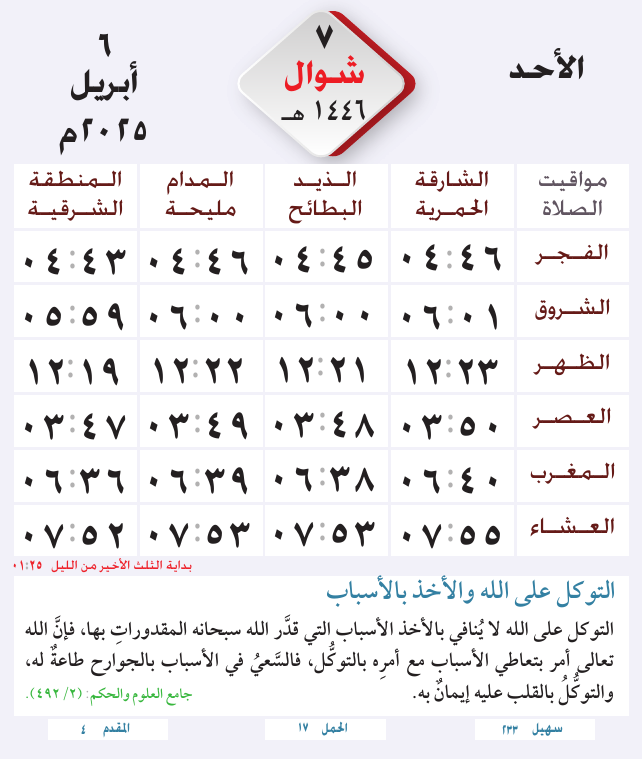 الأحد
٧
شوال
١٤٤٦ هـ
٦
أبريل
٢٠٢٥م
مواقيت الصلاة | الشارقة الحمرية | الذيد البطائح | المدام مليحة | المنطقة الشرقية
الفجر ٠٤:٤٦ ٠٤:٤٥ ٠٤:٤٦ ٠٤:٤٣
الشروق ٠٦:٠١ ٠٦:٠٠ ٠٦:٠٠ ٠٥:٥٩
الظهر ١٢:٢٣ ١٢:٢١ ١٢:٢٢ ١٢:١٩
العصر ٠٣:٥٠ ٠٣:٤٨ ٠٣:٤٩ ٠٣:٤٧
المغرب ٠٦:٤٠ ٠٦:٣٨ ٠٦:٣٩ ٠٦:٣٦
العشاء ٠٧:٥٥ ٠٧:٥٣ ٠٧:٥٣ ٠٧:٥٢
بداية الثلث الأخير من الليل ٠١:٢٥
التوكل على الله والأخذ بالأسباب
التوكل على الله لا يُنافي بالأخذ الأسباب التي قدَّر الله سبحانه المقدوراتِ بها، فإنَّ الله
تعالى أمر بتعاطي الأسباب مع أمرِه بالتوكُّل، فالسَّعيُ في الأسباب بالجوارح طاعةٌ له،
والتوكُّلُ بالقلب عليه إيمانٌ به. جامع العلوم والحكم: (٢/ ٤٩٢).
سهيل ٢٣٣ الحمل ١٧ المقدم ٤